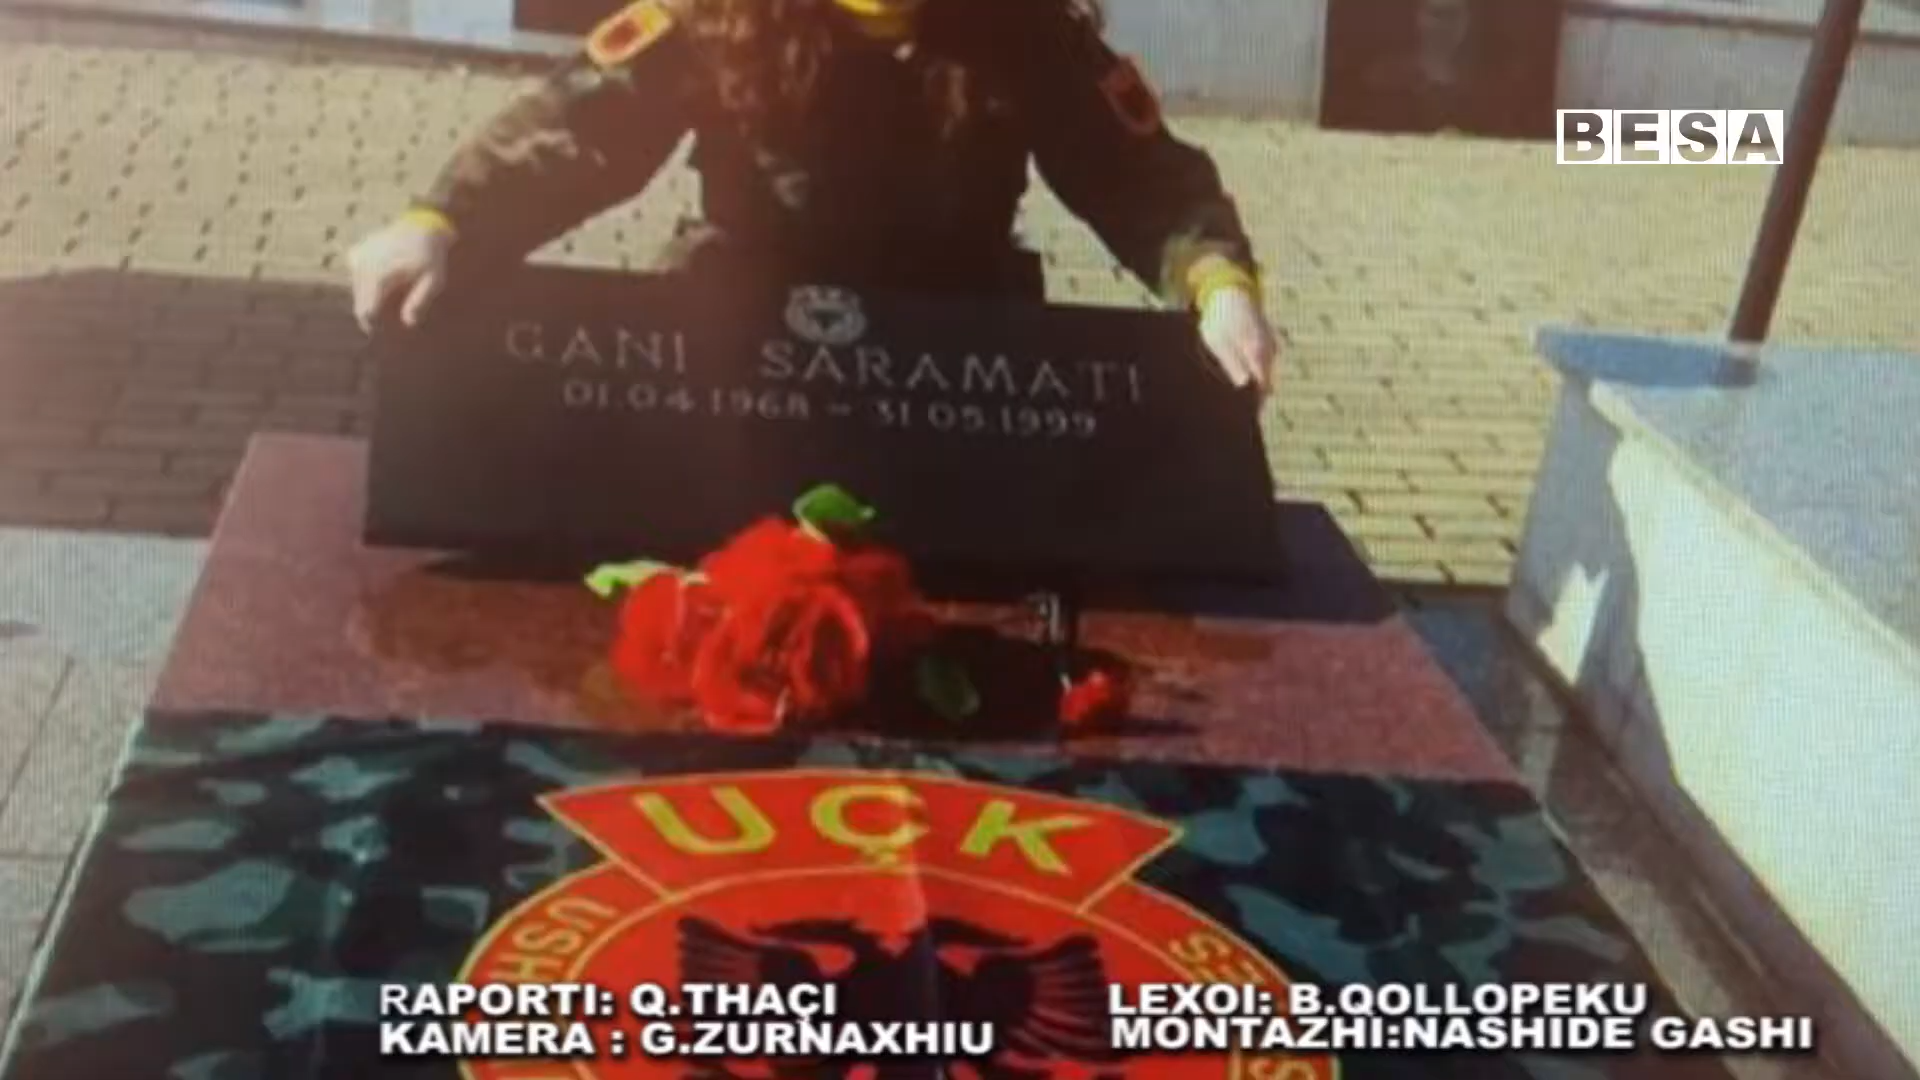 BESA
GANI SARAMATI
01.04.1968 - 31.05.1999
UÇK
USH
RAPORTI: Q.THAÇI
KAMERA : G.ZURNAXHIU
LEXOI: B.QOLLOPEKU
MONTAZHI:NASHIDE GASHI